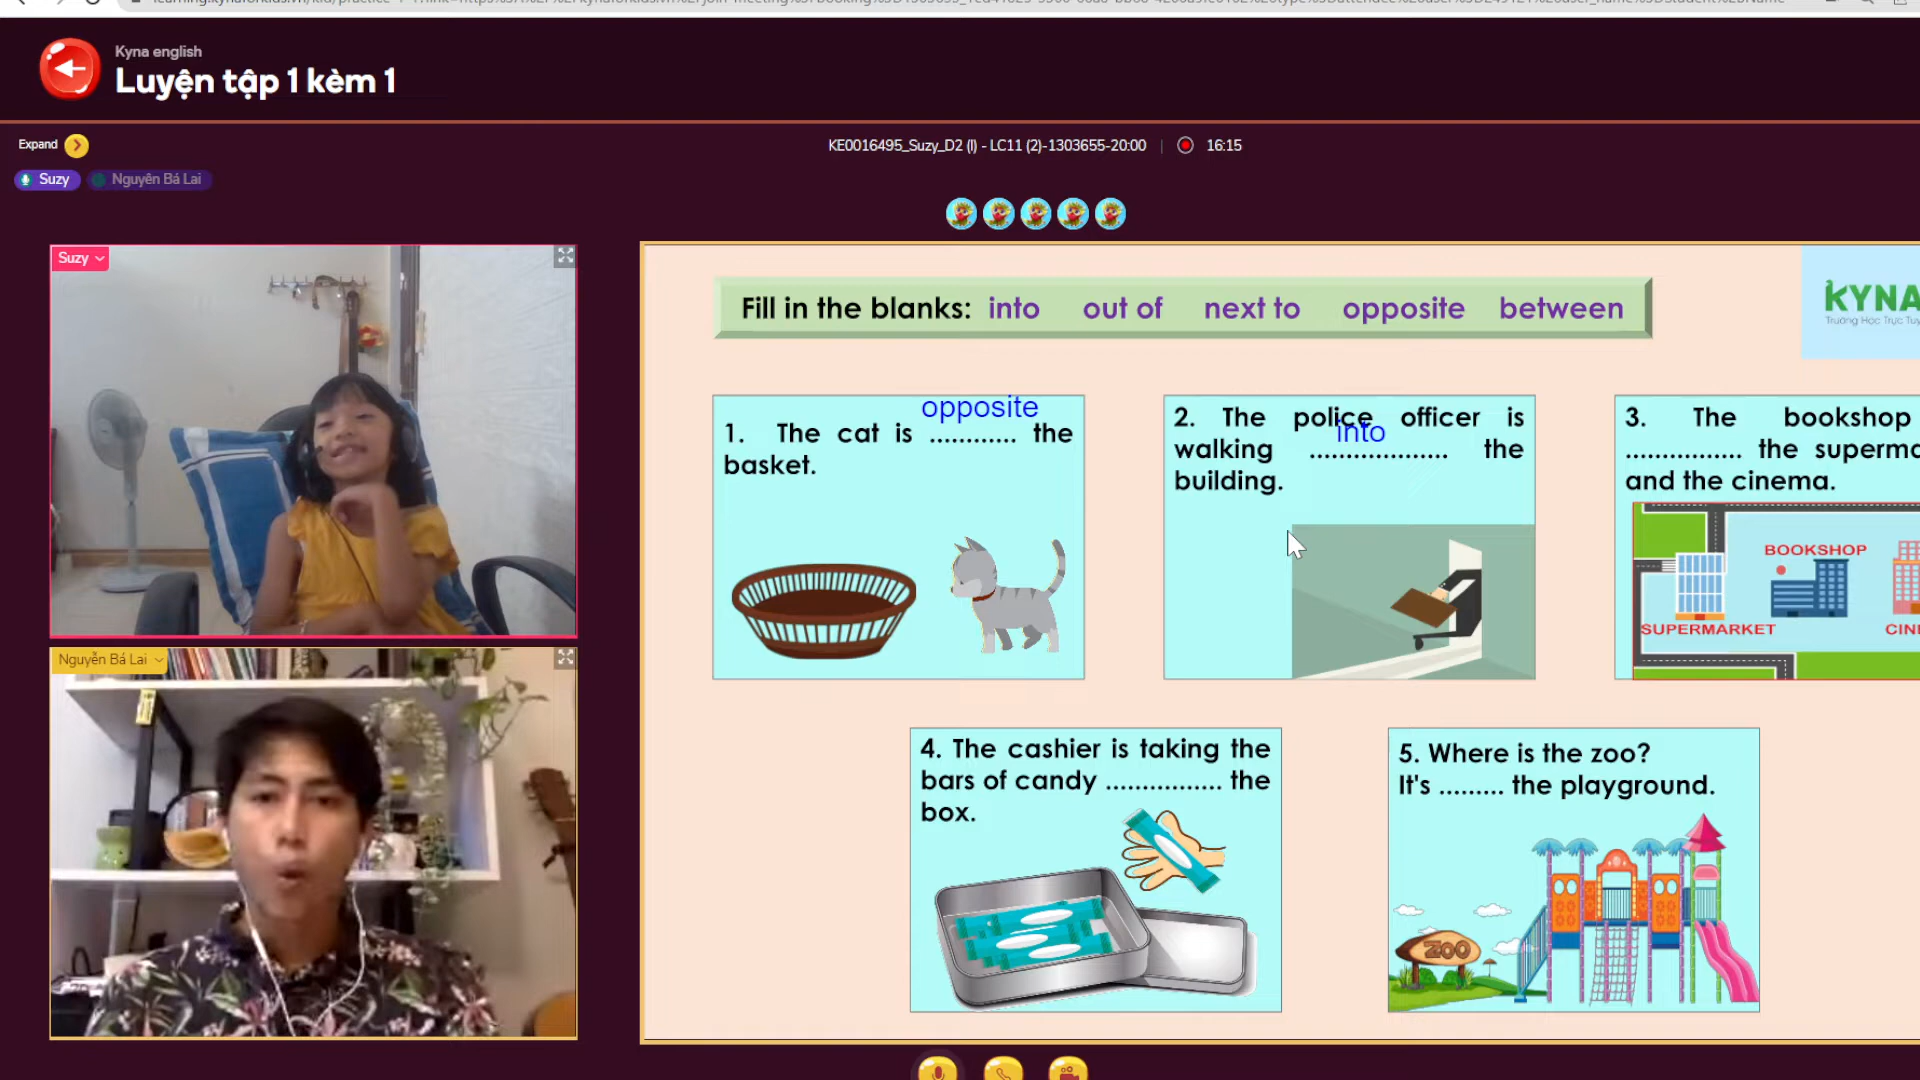 Kyna english
Luyện tập 1 kèm 1
Expand
KE0016495_Suzy_D2 (I) - LC11 (2)-1303655-20:00 | 16:15
Suzy
Nguyễn Bá Lai
Suzy
Nguyễn Bá Lai
Fill in the blanks: into out of next to opposite between
KYNA
Trường Học Trực Tuy
opposite
1. The cat is ............ the
basket.
2. The police officer is
into
walking ................... the
building.
3. The bookshop
................ the superma
and the cinema.
BOOKSHOP
SUPERMARKET
CINE
4. The cashier is taking the
bars of candy ................ the
box.
5. Where is the zoo?
It's ......... the playground.
ZOO